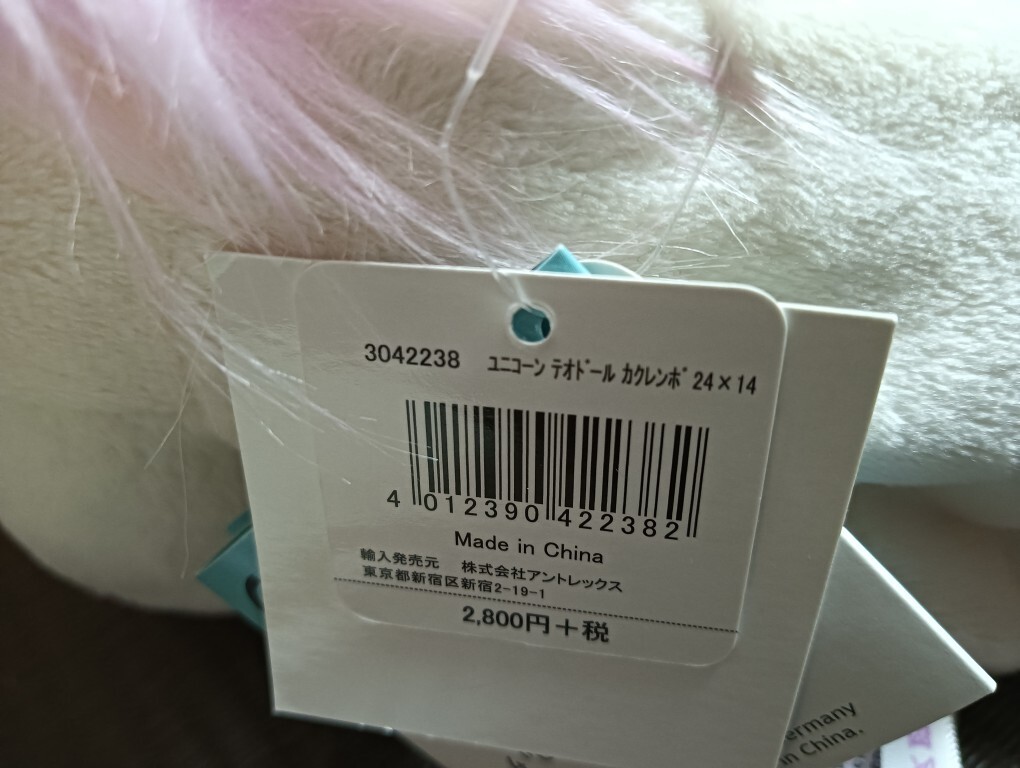 3042238 ﾕﾆｺｰﾝ ﾃｵﾄﾞｰﾙ ｶｸﾚﾝﾎﾞ 24×14
4 012390 422382
Made in China
輸入発売元 株式会社アントレックス
東京都新宿区新宿2-19-1
2,800円＋税
ermany
in China.